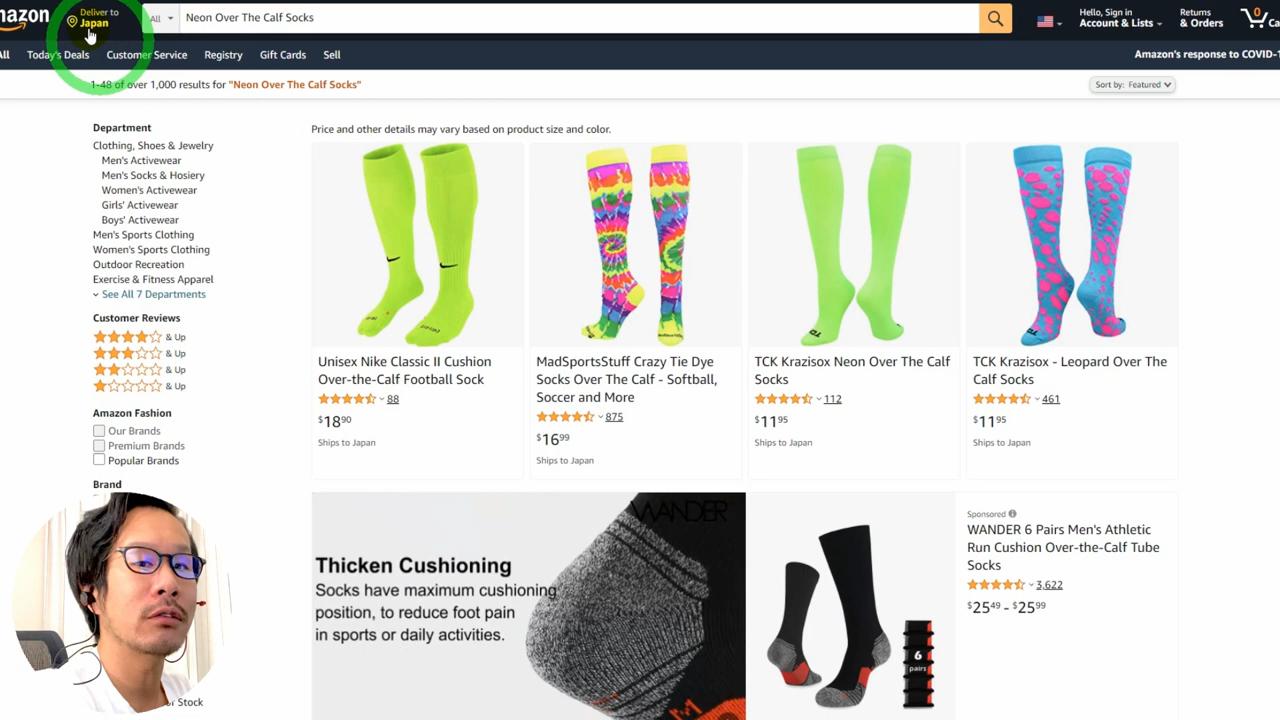 amazon
Deliver to
Japan
All
Neon Over The Calf Socks
Hello, Sign in
Account & Lists
Returns
& Orders
0
Ca
All
Today's Deals
Customer Service
Registry
Gift Cards
Sell
Amazon's response to COVID-1
1-48 of over 1,000 results for "Neon Over The Calf Socks"
Sort by: Featured
Department
Clothing, Shoes & Jewelry
Men's Activewear
Men's Socks & Hosiery
Women's Activewear
Girls' Activewear
Boys' Activewear
Men's Sports Clothing
Women's Sports Clothing
Outdoor Recreation
Exercise & Fitness Apparel
See All 7 Departments
Customer Reviews
& Up
& Up
& Up
& Up
Amazon Fashion
Our Brands
Premium Brands
Popular Brands
Brand
Price and other details may vary based on product size and color.
Unisex Nike Classic II Cushion
Over-the-Calf Football Sock
88
$18 90
Ships to Japan
MadSportsStuff Crazy Tie Dye
Socks Over The Calf - Softball,
Soccer and More
875
$16 99
Ships to Japan
TCK Krazisox Neon Over The Calf
Socks
112
$11 95
Ships to Japan
TCK Krazisox - Leopard Over The
Calf Socks
461
$11 95
Ships to Japan
WANDER
Thicken Cushioning
Socks have maximum cushioning
position, to reduce foot pain
in sports or daily activities.
6
pairs
Sponsored
WANDER 6 Pairs Men's Athletic
Run Cushion Over-the-Calf Tube
Socks
3,622
$25 49 - $25 99
Stock